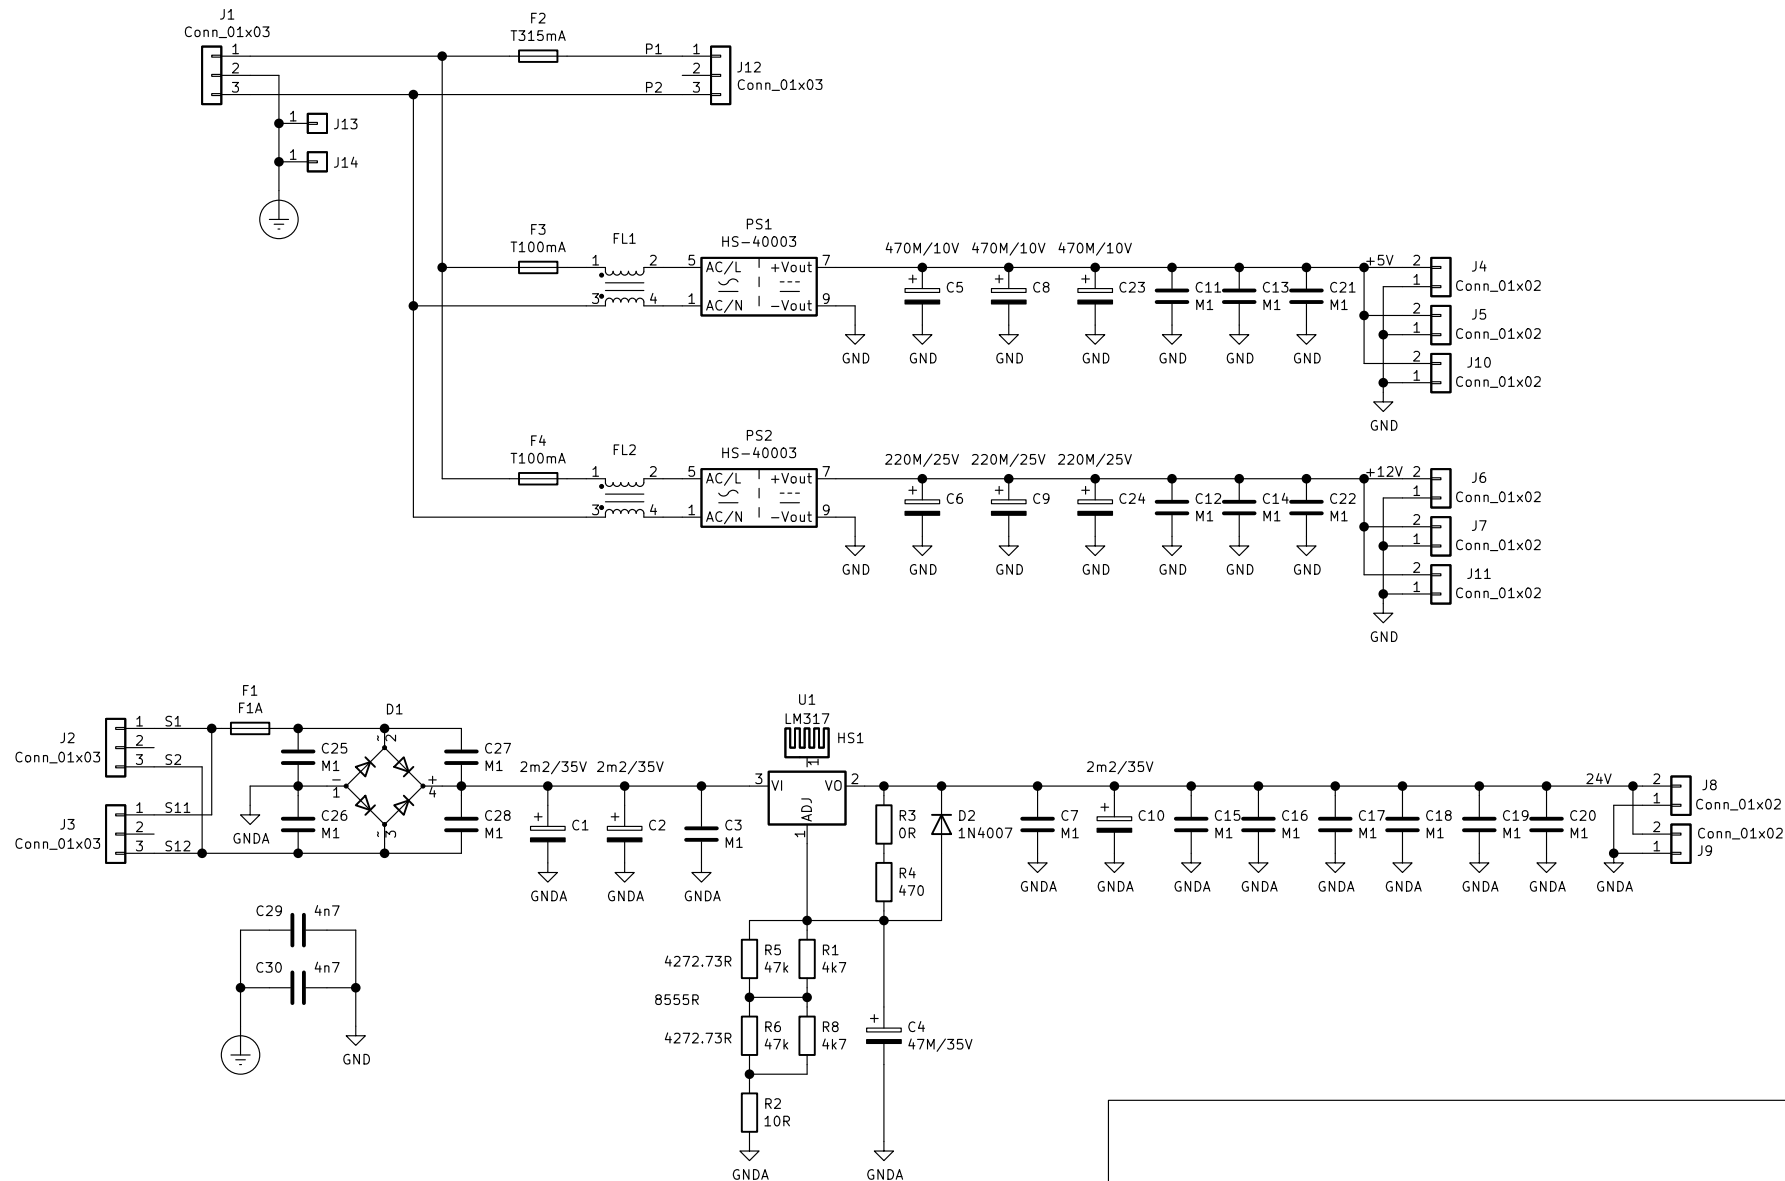 J1
Conn_01x03
1
2
3
F2
T315mA
P1
P2
1
2
3
J12
Conn_01x03
1
J13
1
J14
F3
T100mA
FL1
1
2
3
4
PS1
HS-40003
5
AC/L
+Vout
7
1
AC/N
-Vout
9
GND
470M/10V
470M/10V
470M/10V
+
C5
+
C8
+
C23
C11
M1
C13
M1
C21
M1
GND
GND
GND
GND
GND
GND
+5V
2
1
J4
Conn_01x02
2
1
J5
Conn_01x02
2
1
J10
Conn_01x02
GND
F4
T100mA
FL2
1
2
3
4
PS2
HS-40003
5
AC/L
+Vout
7
1
AC/N
-Vout
9
GND
220M/25V
220M/25V
220M/25V
+
C6
+
C9
+
C24
C12
M1
C14
M1
C22
M1
GND
GND
GND
GND
GND
GND
+12V
2
1
J6
Conn_01x02
2
1
J7
Conn_01x02
2
1
J11
Conn_01x02
GND
J2
Conn_01x03
1
2
3
S1
S2
J3
Conn_01x03
1
2
3
S11
S12
F1
F1A
GNDA
C25
M1
C26
M1
D1
~
2
-
1
+
4
~
3
C27
M1
C28
M1
2m2/35V
2m2/35V
+
C1
+
C2
C3
M1
GNDA
GNDA
GNDA
U1
LM317
HS1
1
3
VI
VO
2
ADJ
1
R3
0R
R4
470
D2
1N4007
C7
M1
2m2/35V
+
C10
C15
M1
C16
M1
C17
M1
C18
M1
C19
M1
C20
M1
GNDA
GNDA
GNDA
GNDA
GNDA
GNDA
GNDA
GNDA
24V
2
1
J8
Conn_01x02
2
1
Conn_01x02
J9
GNDA
C29
4n7
C30
4n7
GND
4272.73R
R5
47k
R1
4k7
8555R
4272.73R
R6
47k
R8
4k7
R2
10R
GNDA
+
C4
47M/35V
GNDA